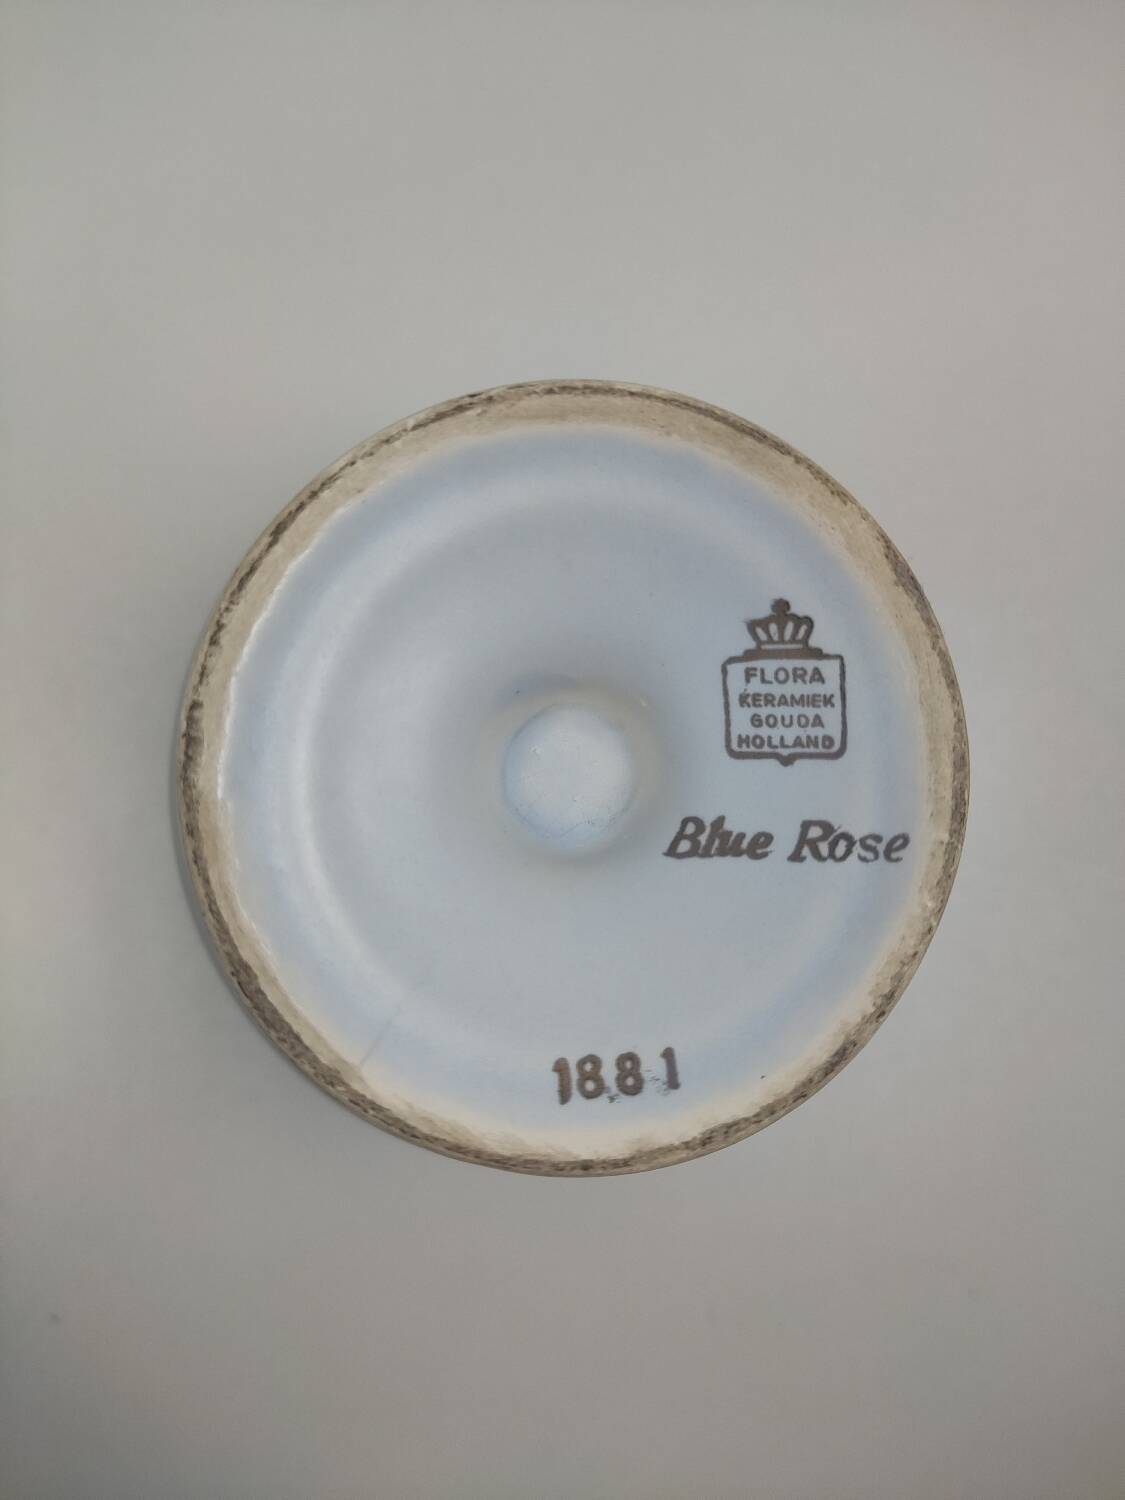 FLORA
KERAMIEK
GOUDA
HOLLAND
Blue Rose
1881